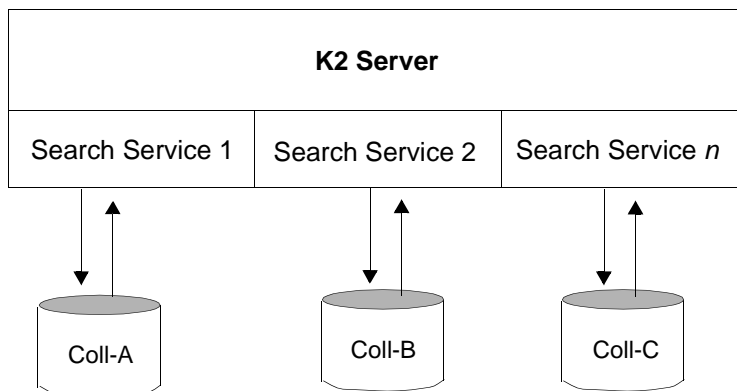 K2 Server
Search Service 1
Search Service 2
Search Service n
Coll-A
Coll-B
Coll-C